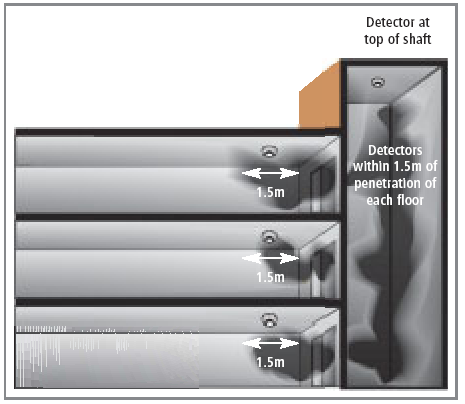 Detector at
top of shaft
Detectors
within 1.5m of
penetration of
each floor
1.5m
1.5m
1.5m